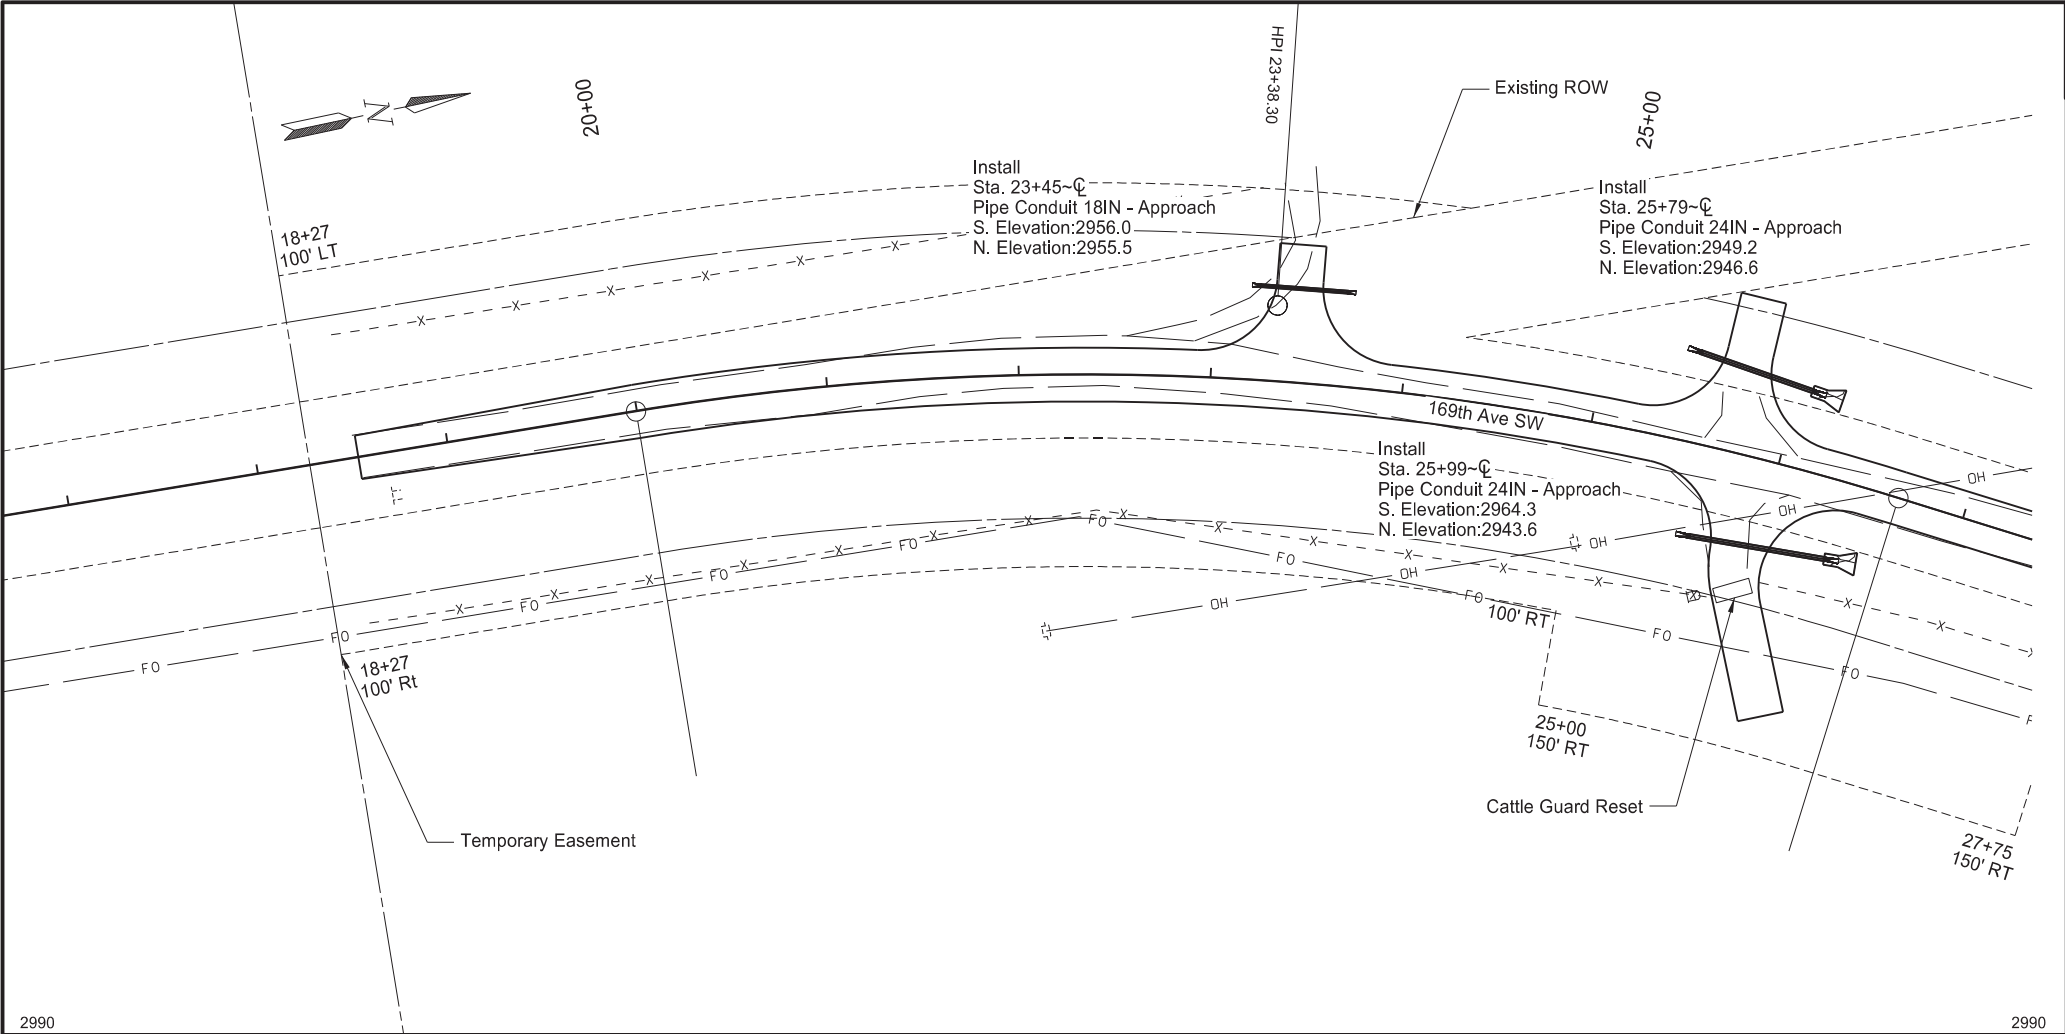 HPI 23+38.30
Existing ROW
20+00
25+00
N
Install
Sta. 23+45~℄
Pipe Conduit 18IN - Approach
S. Elevation:2956.0
N. Elevation:2955.5
Install
Sta. 25+79~℄
Pipe Conduit 24IN - Approach
S. Elevation:2949.2
N. Elevation:2946.6
18+27
100' LT
X X X X X X
169th Ave SW
Install
Sta. 25+99~℄
Pipe Conduit 24IN - Approach
S. Elevation:2964.3
N. Elevation:2943.6
OH OH OH OH OH
X X X X X X X X X X X X X X X X
FO FO FO FO FO FO FO FO FO FO F
100' RT
18+27
100' Rt
25+00
150' RT
Cattle Guard Reset
Temporary Easement
27+75
150' RT
2990
2990